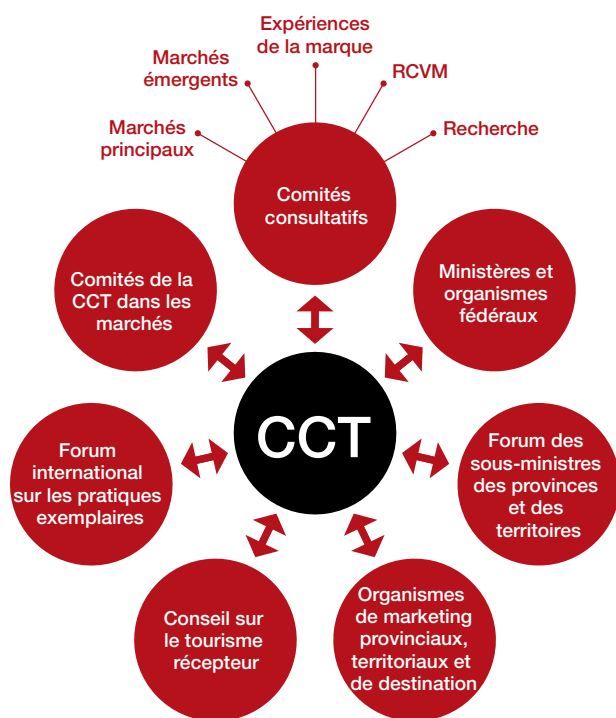 Expériences
de la marque
Marchés
émergents
RCVM
Marchés
principaux
Recherche
Comités
consultatifs
Comités de la
CCT dans les
marchés
Ministères et
organismes
fédéraux
CCT
Forum
international
sur les pratiques
exemplaires
Forum des
sous-ministres
des provinces
et des
territoires
Conseil sur
le tourisme
récepteur
Organismes
de marketing
provinciaux,
territoriaux et
de destination